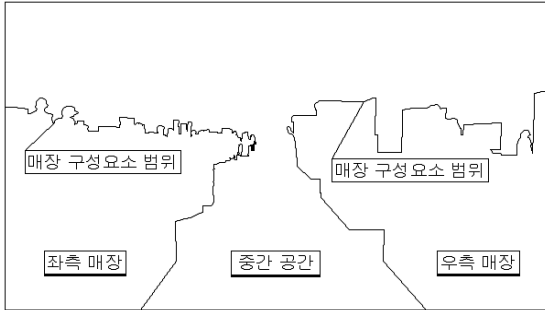 매장 구성요소 범위
매장 구성요소 범위
좌측 매장
중간 공간
우측 매장